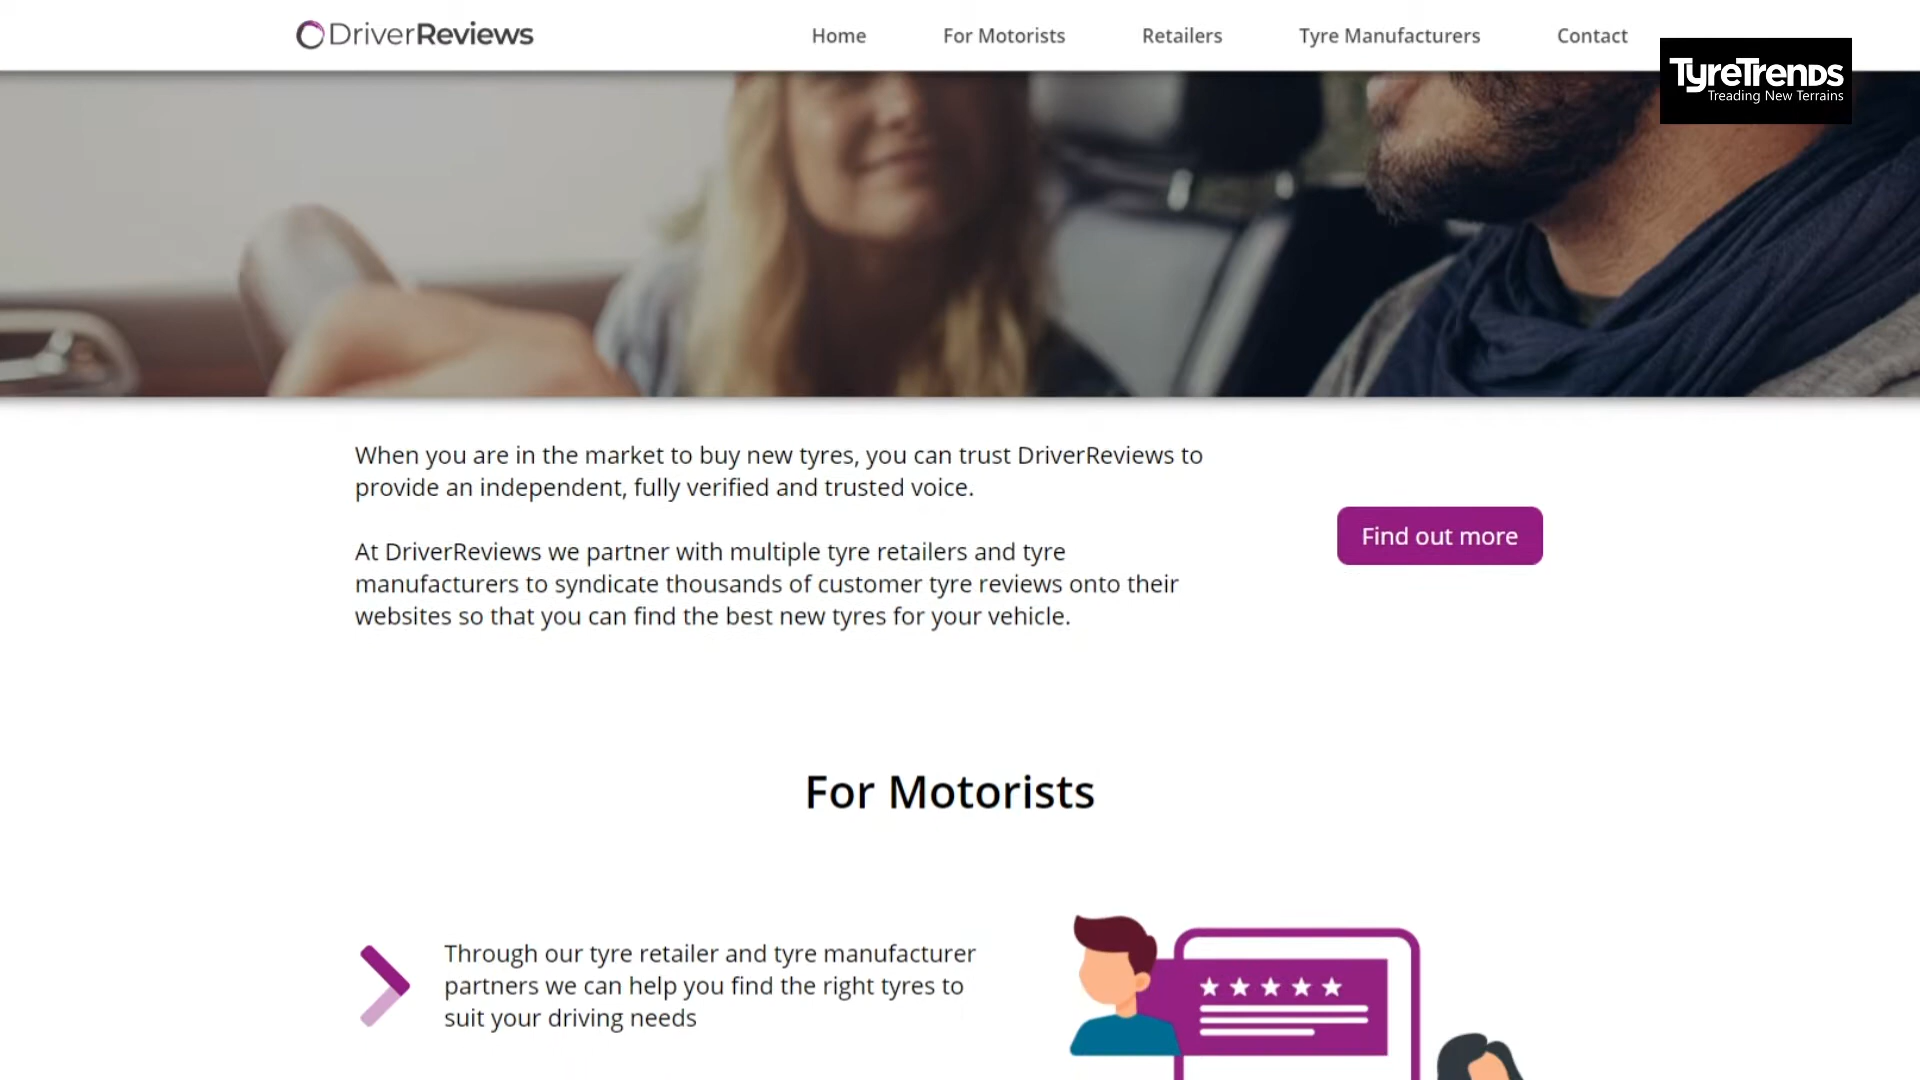 DriverReviews
Home
For Motorists
Retailers
Tyre Manufacturers
Contact
TyreTrends
Treading New Terrains
When you are in the market to buy new tyres, you can trust DriverReviews to
provide an independent, fully verified and trusted voice.
Find out more
At DriverReviews we partner with multiple tyre retailers and tyre
manufacturers to syndicate thousands of customer tyre reviews onto their
websites so that you can find the best new tyres for your vehicle.
For Motorists
Through our tyre retailer and tyre manufacturer
partners we can help you find the right tyres to
suit your driving needs